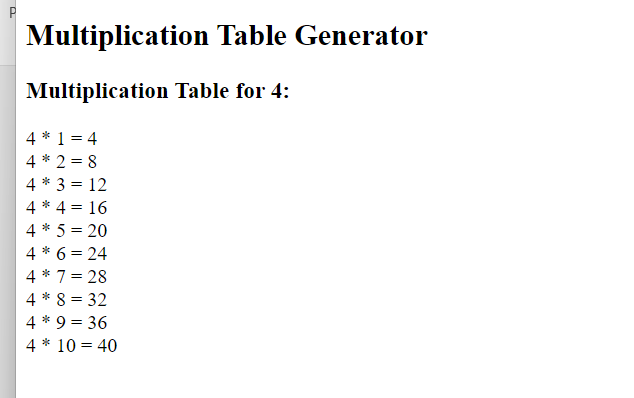 P
Multiplication Table Generator
Multiplication Table for 4:
4 * 1 = 4
4 * 2 = 8
4 * 3 = 12
4 * 4 = 16
4 * 5 = 20
4 * 6 = 24
4 * 7 = 28
4 * 8 = 32
4 * 9 = 36
4 * 10 = 40